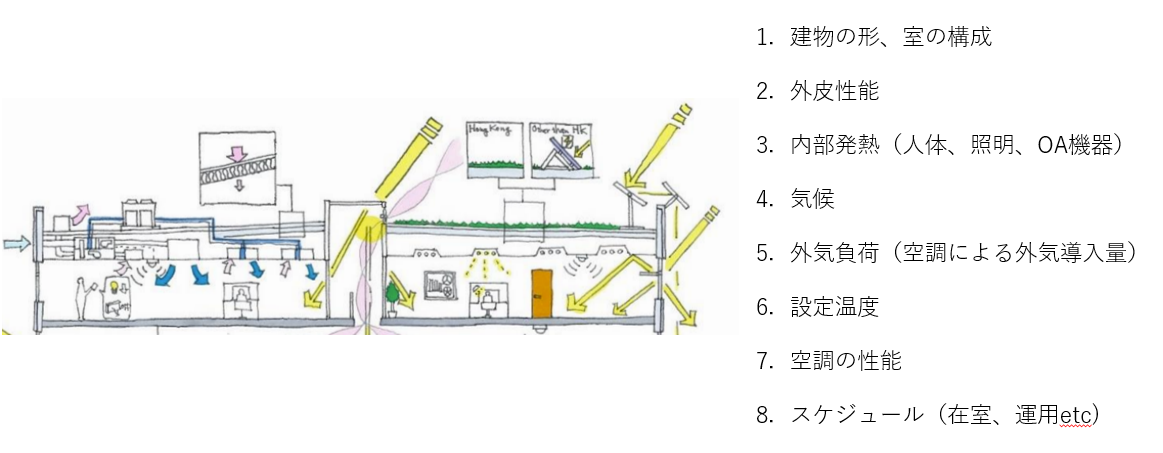 Hong Kong
Other than HK
1. 建物の形、室の構成
2. 外皮性能
3. 内部発熱（人体、照明、OA機器）
4. 気候
5. 外気負荷（空調による外気導入量）
6. 設定温度
7. 空調の性能
8. スケジュール（在室、運用etc）